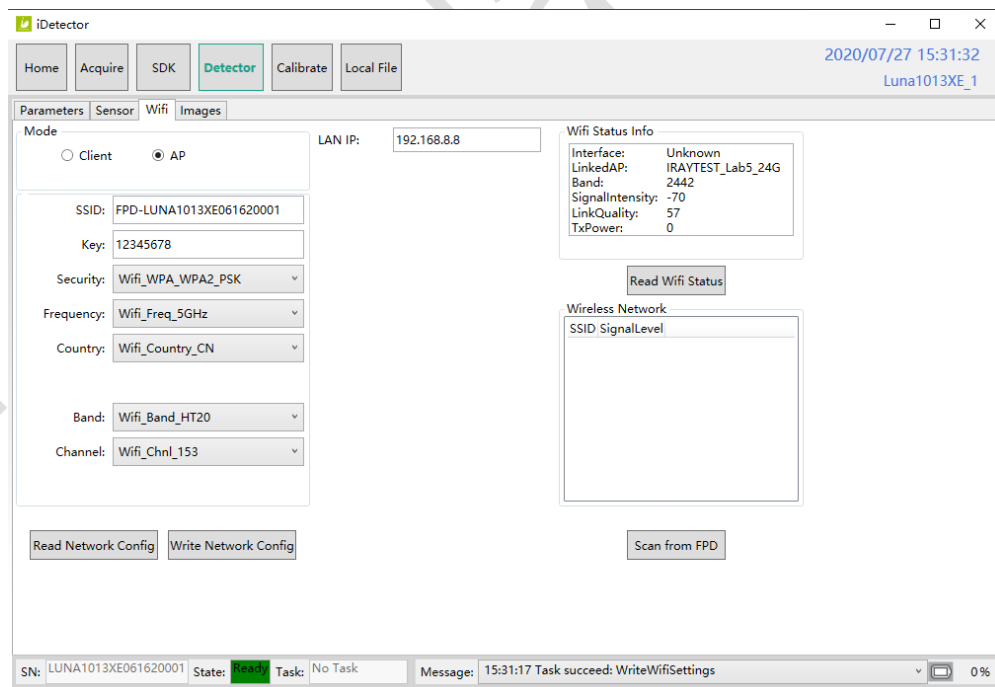 iDetector
Home Acquire SDK Detector Calibrate Local File
2020/07/27 15:31:32
Luna1013XE_1
Parameters Sensor Wifi Images
Mode
Client AP
LAN IP: 192.168.8.8
SSID: FPD-LUNA1013XE061620001
Key: 12345678
Security: Wifi_WPA_WPA2_PSK
Frequency: Wifi_Freq_5GHz
Country: Wifi_Country_CN
Band: Wifi_Band_HT20
Channel: Wifi_Chnl_153
Read Network Config Write Network Config
Wifi Status Info
Interface: Unknown
LinkedAP: IRAYTEST_Lab5_24G
Band: 2442
SignalIntensity: -70
LinkQuality: 57
TxPower: 0
Read Wifi Status
Wireless Network
SSID SignalLevel
Scan from FPD
SN: LUNA1013XE061620001 State: Ready Task: No Task Message: 15:31:17 Task succeed: WriteWifiSettings 0%